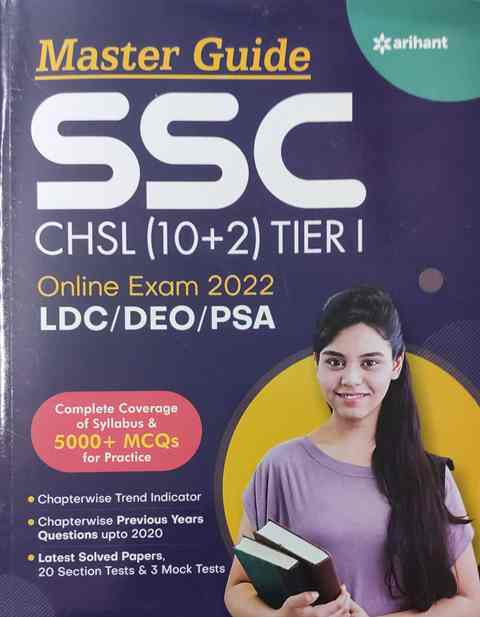 Master Guide
arihant
SSC
CHSL (10+2) TIER I
Online Exam 2022
LDC/DEO/PSA
Complete Coverage
of Syllabus &
5000+ MCQs
for Practice
Chapterwise Trend Indicator
Chapterwise Previous Years
Questions upto 2020
Latest Solved Papers,
20 Section Tests & 3 Mock Tests